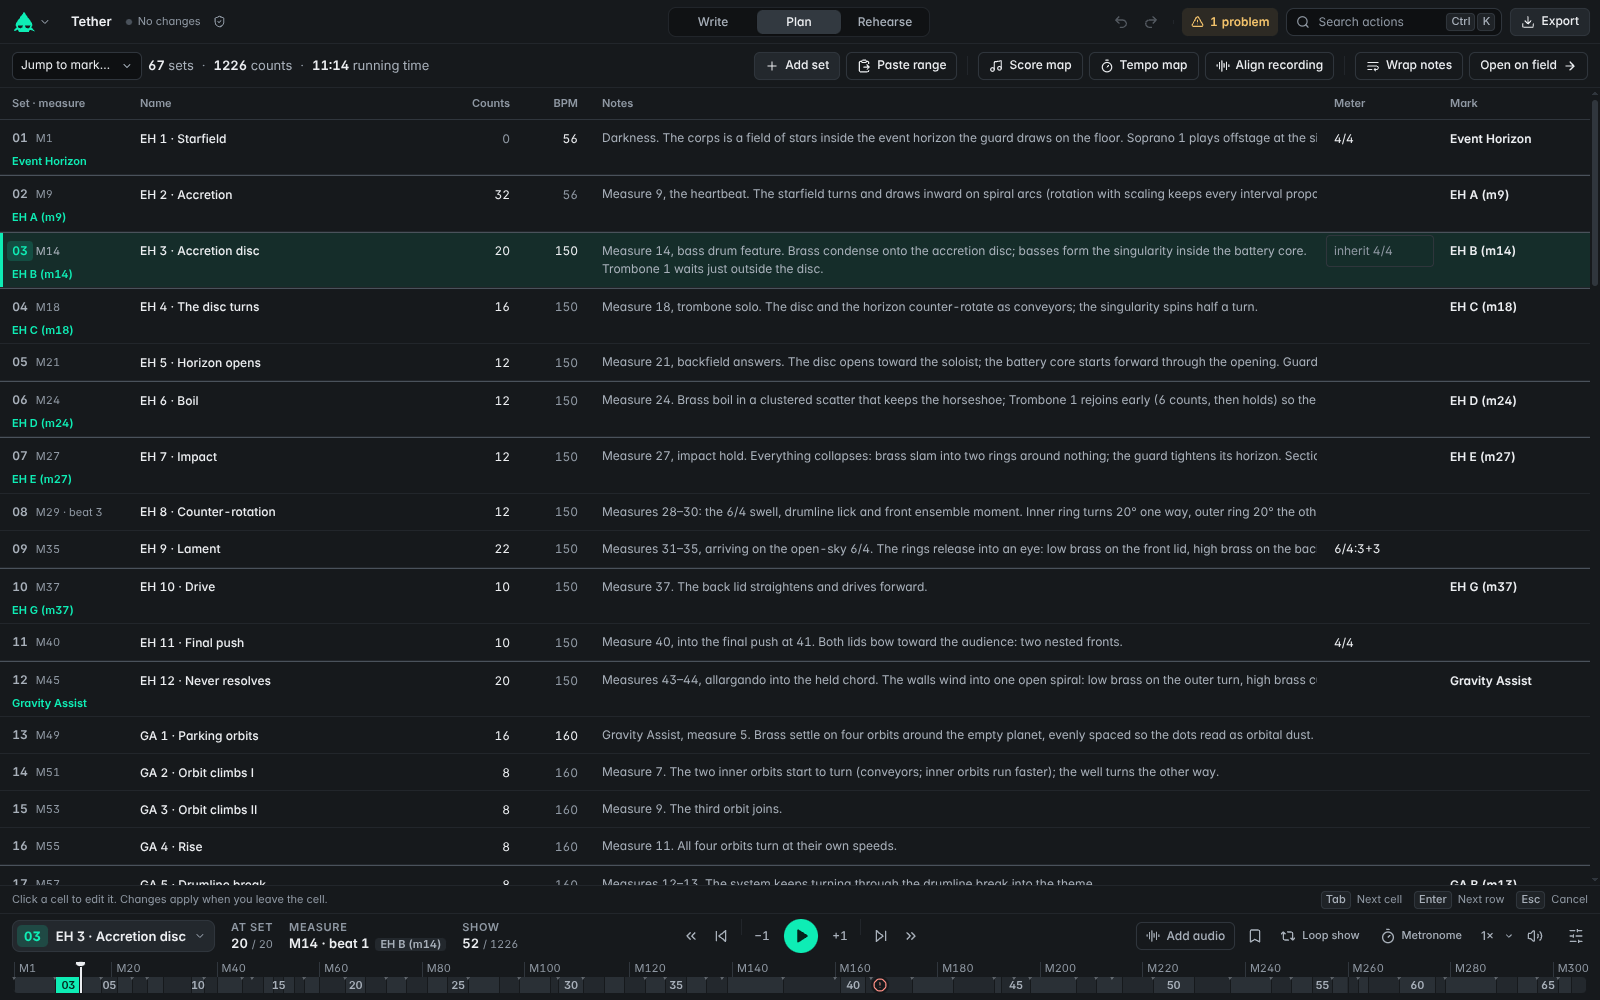 Tether
No changes
Write
Plan
Rehearse
1 problem
Search actions
Ctrl K
Export
Jump to mark...
67 sets · 1226 counts · 11:14 running time
Add set
Paste range
Score map
Tempo map
Align recording
Wrap notes
Open on field
Set · measure Name Counts BPM Notes Meter Mark
01 M1 EH 1 · Starfield 0 56 Darkness. The corps is a field of stars inside the event horizon the guard draws on the floor. Soprano 1 plays offstage at the si 4/4 Event Horizon
Event Horizon
02 M9 EH 2 · Accretion 32 56 Measure 9, the heartbeat. The starfield turns and draws inward on spiral arcs (rotation with scaling keeps every interval propo EH A (m9)
EH A (m9)
03 M14 EH 3 · Accretion disc 20 150 Measure 14, bass drum feature. Brass condense onto the accretion disc; basses form the singularity inside the battery core. inherit 4/4 EH B (m14)
Trombone 1 waits just outside the disc.
EH B (m14)
04 M18 EH 4 · The disc turns 16 150 Measure 18, trombone solo. The disc and the horizon counter-rotate as conveyors; the singularity spins half a turn. EH C (m18)
EH C (m18)
05 M21 EH 5 · Horizon opens 12 150 Measure 21, backfield answers. The disc opens toward the soloist; the battery core starts forward through the opening. Guard
06 M24 EH 6 · Boil 12 150 Measure 24. Brass boil in a clustered scatter that keeps the horseshoe; Trombone 1 rejoins early (6 counts, then holds) so the EH D (m24)
EH D (m24)
07 M27 EH 7 · Impact 12 150 Measure 27, impact hold. Everything collapses: brass slam into two rings around nothing; the guard tightens its horizon. Sectic EH E (m27)
EH E (m27)
08 M29 · beat 3 EH 8 · Counter-rotation 12 150 Measures 28–30: the 6/4 swell, drumline lick and front ensemble moment. Inner ring turns 20° one way, outer ring 20° the oth
09 M35 EH 9 · Lament 22 150 Measures 31–35, arriving on the open-sky 6/4. The rings release into an eye: low brass on the front lid, high brass on the bac 6/4:3+3
10 M37 EH 10 · Drive 10 150 Measure 37. The back lid straightens and drives forward. EH G (m37)
EH G (m37)
11 M40 EH 11 · Final push 10 150 Measure 40, into the final push at 41. Both lids bow toward the audience: two nested fronts. 4/4
12 M45 EH 12 · Never resolves 20 150 Measures 43–44, allargando into the held chord. The walls wind into one open spiral: low brass on the outer turn, high brass Gravity Assist
Gravity Assist
13 M49 GA 1 · Parking orbits 16 160 Gravity Assist, measure 5. Brass settle on four orbits around the empty planet, evenly spaced so the dots read as orbital dust.
14 M51 GA 2 · Orbit climbs I 8 160 Measure 7. The two inner orbits start to turn (conveyors; inner orbits run faster); the well turns the other way.
15 M53 GA 3 · Orbit climbs II 8 160 Measure 9. The third orbit joins.
16 M55 GA 4 · Rise 8 160 Measure 11. All four orbits turn at their own speeds.
17 M57 GA 5 · Drumline break 8 160 Measures 12–13. The system keeps turning through the drumline break into the theme. GA B (m13)
Click a cell to edit it. Changes apply when you leave the cell.
Tab Next cell Enter Next row Esc Cancel
03 EH 3 · Accretion disc
AT SET MEASURE SHOW
20 / 20 M14 · beat 1 EH B (m14) 52 / 1226
−1 +1
Add audio
Loop show
Metronome
1×
M1 M20 M40 M60 M80 M100 M120 M140 M160 M180 M200 M220 M240 M260 M280 M300
03 05 10 15 20 25 30 35 40 45 50 55 60 65